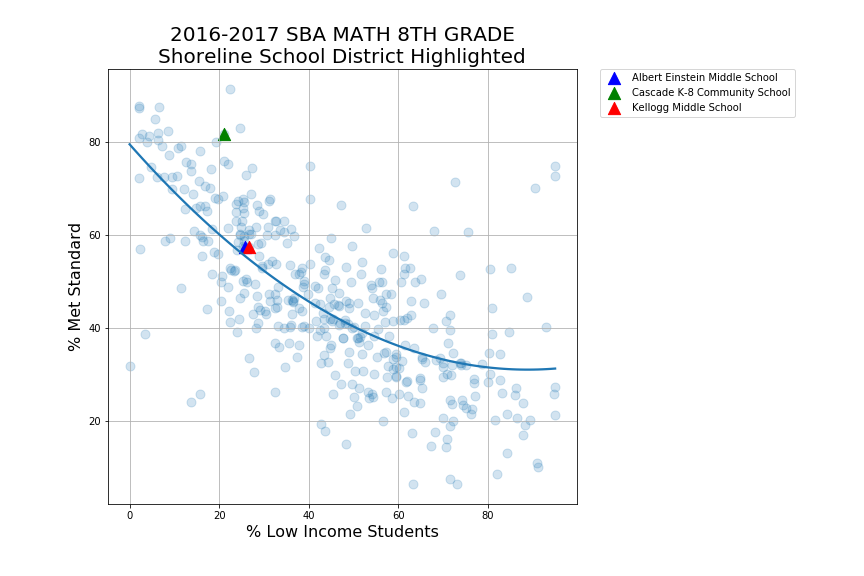 2016-2017 SBA MATH 8TH GRADE
Shoreline School District Highlighted
Albert Einstein Middle School
Cascade K-8 Community School
Kellogg Middle School
% Met Standard
80
60
40
20
0 20 40 60 80
% Low Income Students